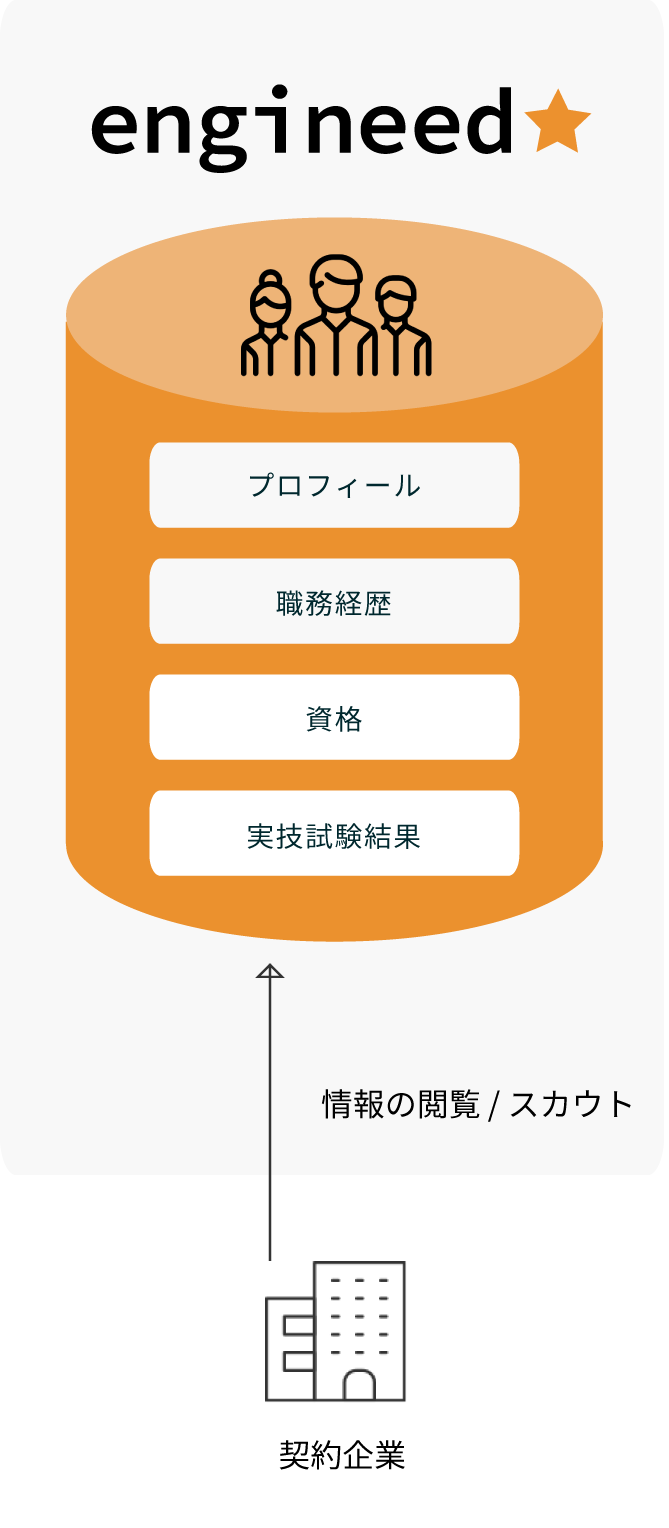 engineed
プロフィール
職務経歴
資格
実技試験結果
情報の閲覧 / スカウト
契約企業